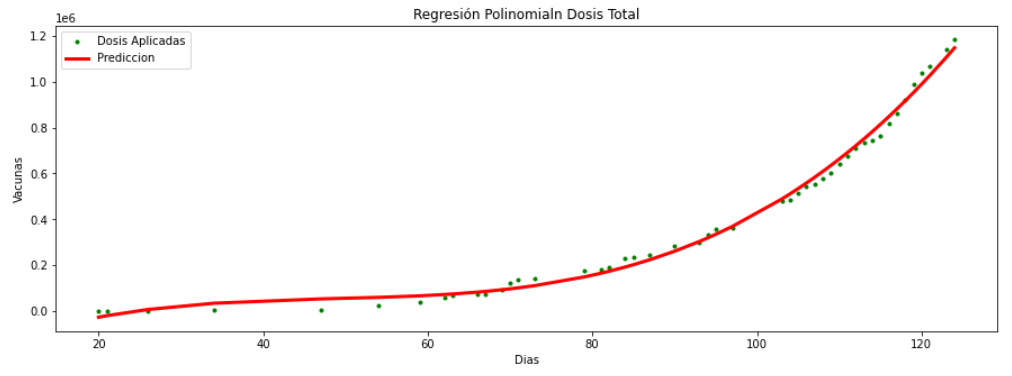 Regresión Polinomialn Dosis Total
1e6
Dosis Aplicadas
Prediccion
1.2
1.0
0.8
0.6
0.4
0.2
0.0
Vacunas
20 40 60 80 100 120
Dias